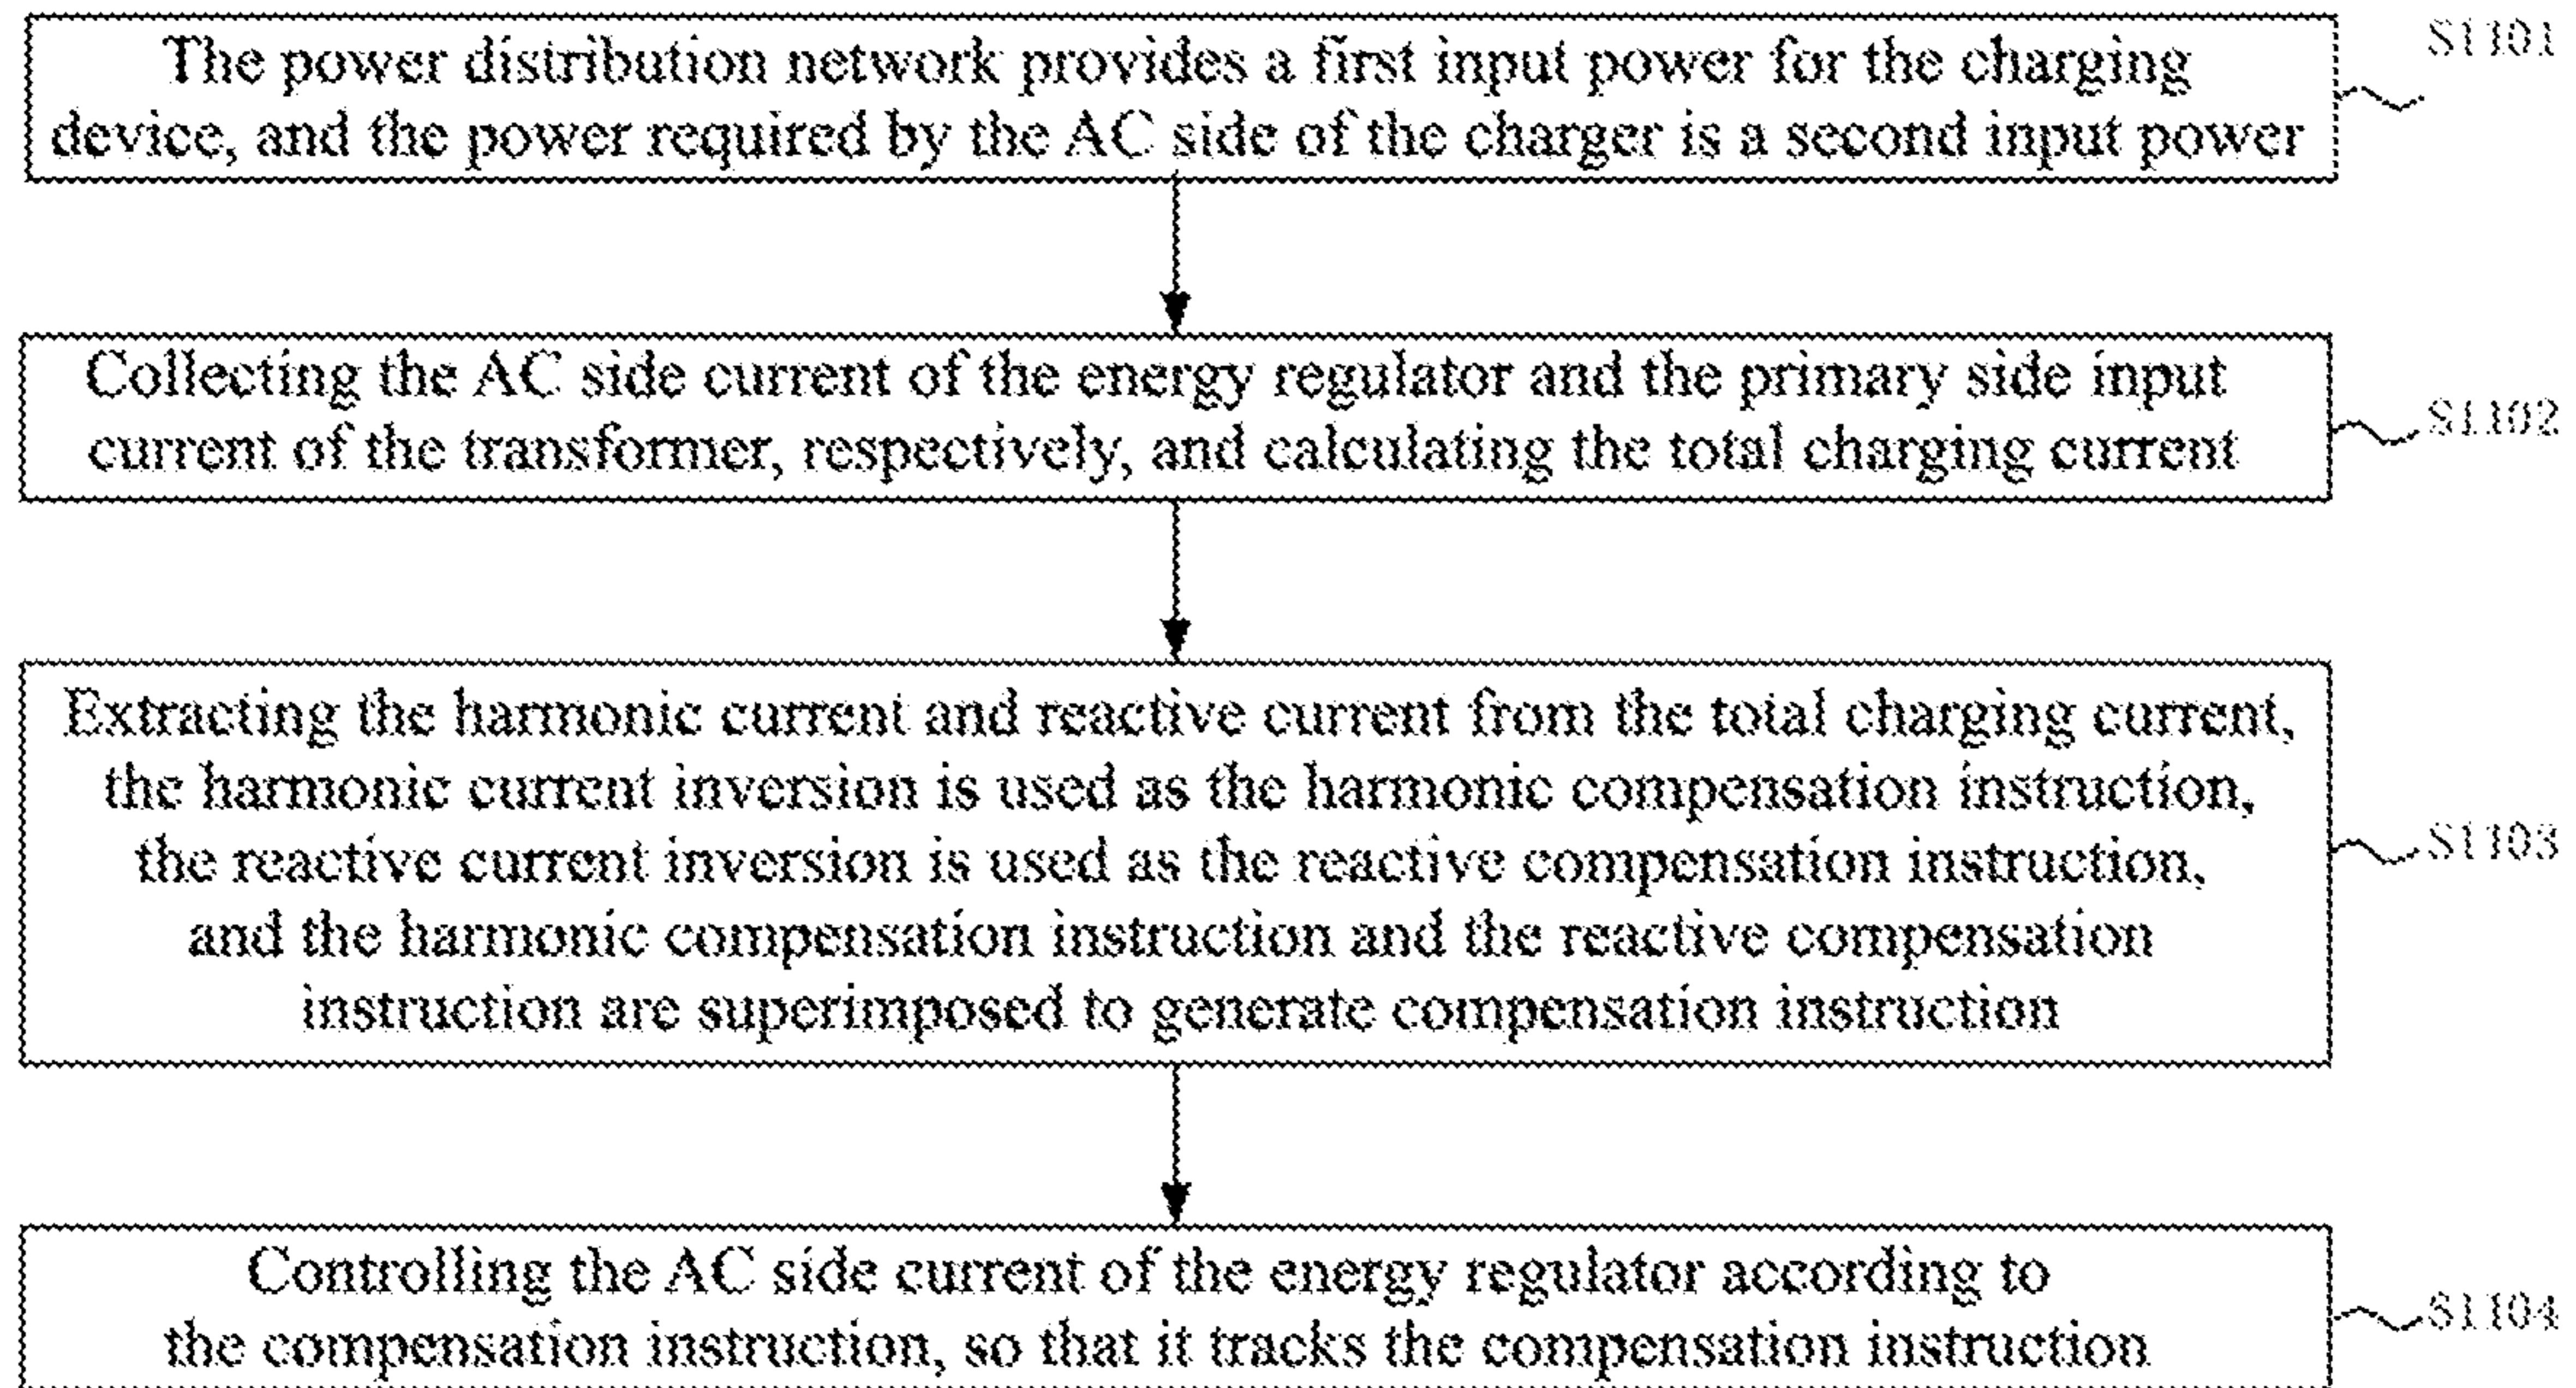 The power distribution network provides a first input power for the charging
S1101
device, and the power required by the AC side of the charger is a second input power
Collecting the AC side current of the energy regulator and the primary side input
current of the transformer, respectively, and calculating the total charging current
S1102
Extracting the harmonic current and reactive current from the total charging current,
the harmonic current inversion is used as the harmonic compensation instruction,
the reactive current inversion is used as the reactive compensation instruction,
S1103
and the harmonic compensation instruction and the reactive compensation
instruction are superimposed to generate compensation instruction
Controlling the AC side current of the energy regulator according to
the compensation instruction, so that it tracks the compensation instruction
S1104